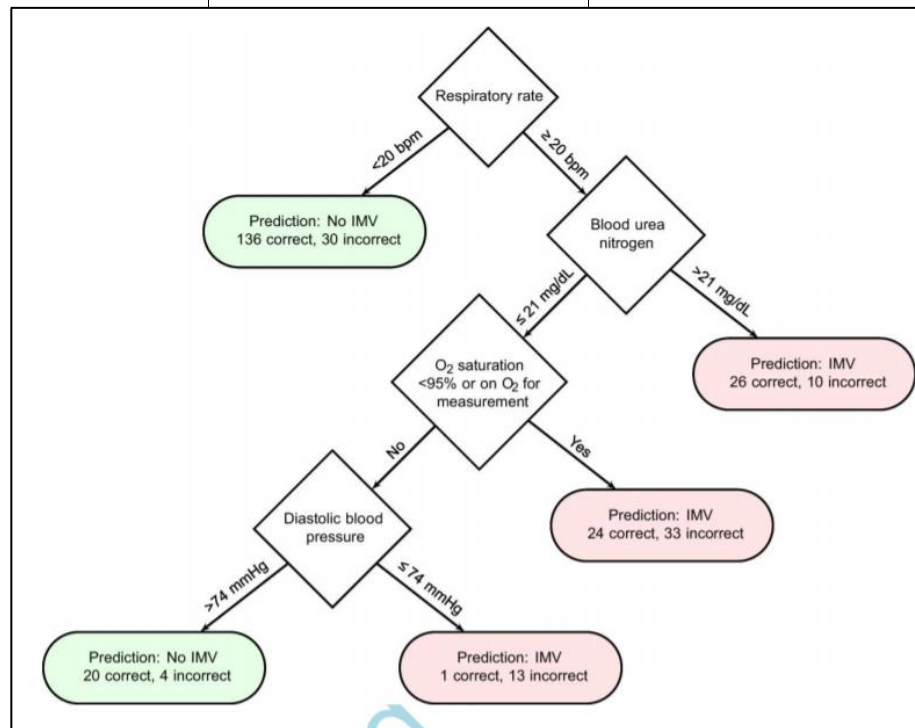 Respiratory rate
<20 bpm
≥ 20 bpm
Prediction: No IMV
136 correct, 30 incorrect
Blood urea
nitrogen
≤ 21 mg/dL
>21 mg/dL
O₂ saturation
<95% or on O₂ for
measurement
Prediction: IMV
26 correct, 10 incorrect
No
Yes
Diastolic blood
pressure
Prediction: IMV
24 correct, 33 incorrect
>74 mmHg
≤ 74 mmHg
Prediction: No IMV
20 correct, 4 incorrect
Prediction: IMV
1 correct, 13 incorrect